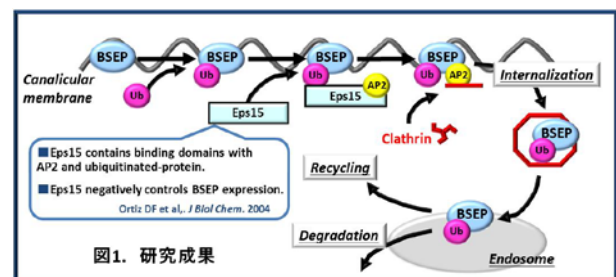 BSEP
BSEP
BSEP
BSEP
Ub
Ub
Ub
Ub
AP2
AP2
Canalicular
membrane
Internalization
Eps15
Eps15
Clathrin
■Eps15 contains binding domains with
AP2 and ubiquitinated-protein.
■Eps15 negatively controls BSEP expression.
Ortiz DF et al,. J Biol Chem. 2004
BSEP
Ub
Recycling
BSEP
Ub
Degradation
Endosome
図1. 研究成果